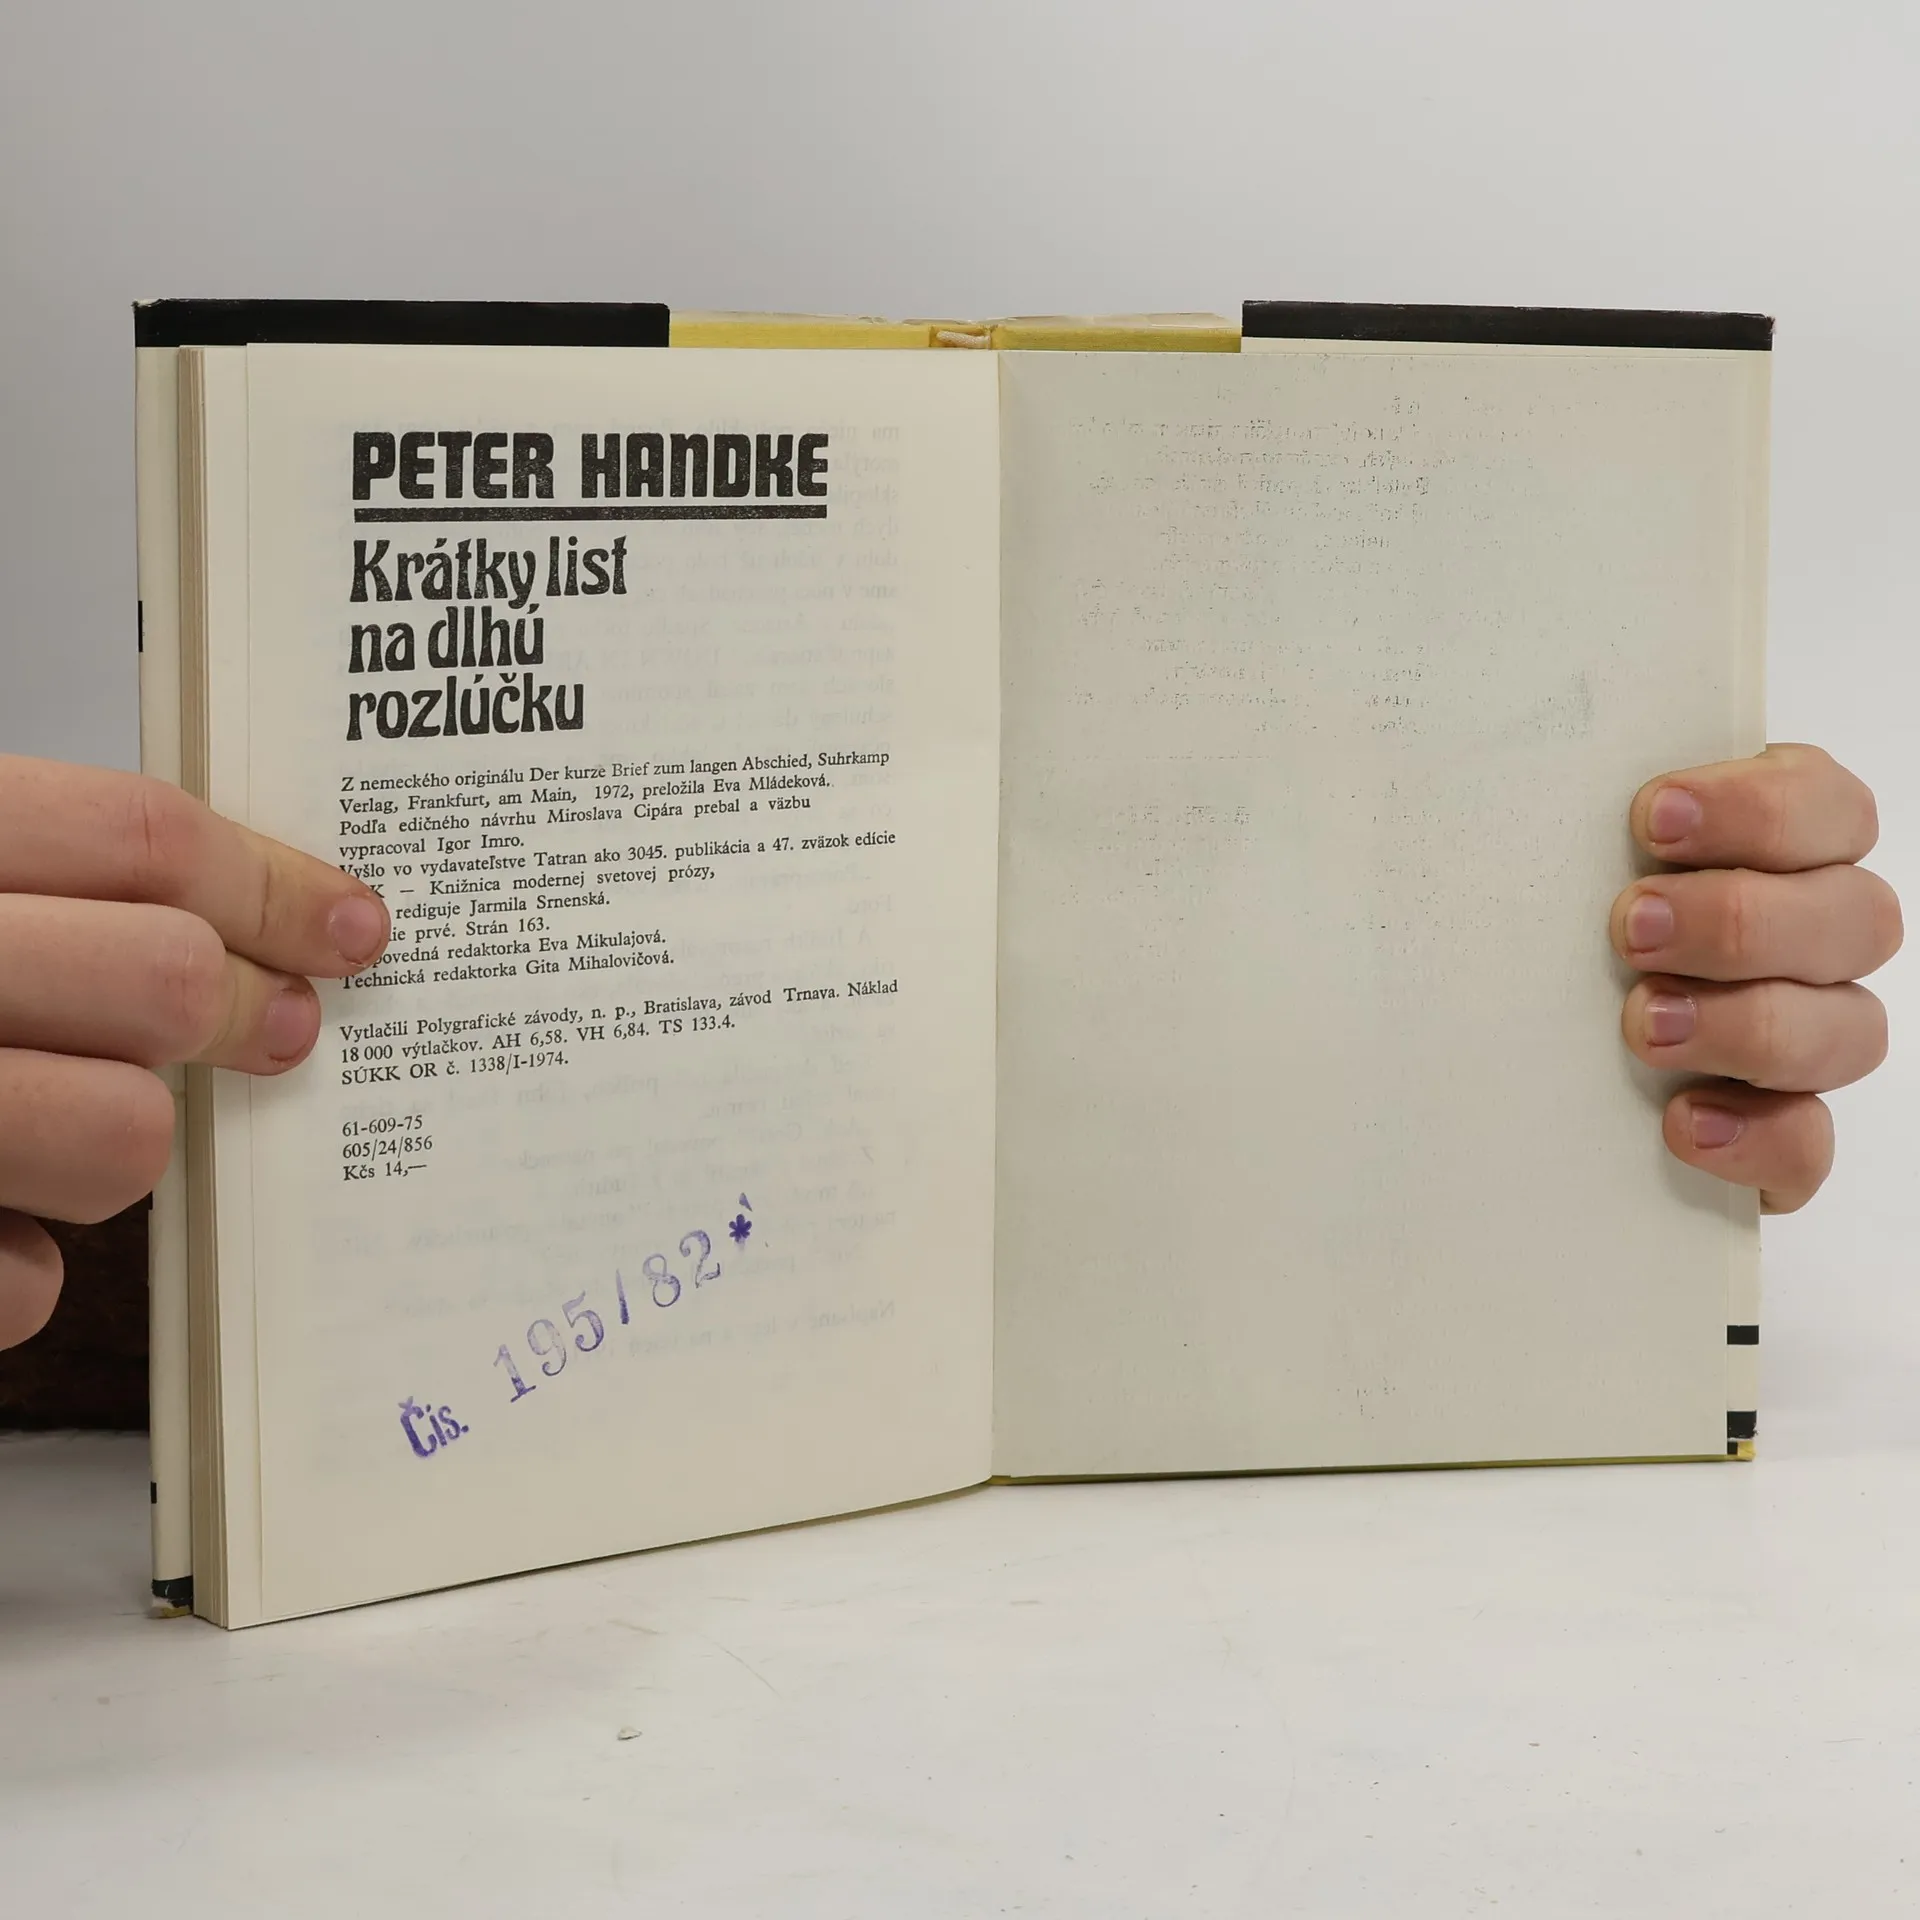 PETER HANDKE
Krátky list
na dlhú
rozlúčku
Z nemeckého originálu Der kurze Brief zum langen Abschied, Suhrkamp
Verlag, Frankfurt, am Main, 1972, preložila Eva Mládeková.
Podľa edičného návrhu Miroslava Cipára prebal a väzbu
vypracoval Igor Imro.
Vyšlo vo vydavateľstve Tatran ako 3045. publikácia a 47. zväzok edície
— Knižnica modernej svetovej prózy,
rediguje Jarmila Srnenská.
prvé. Strán 163.
redaktorka Eva Mikulajová.
Technická redaktorka Gita Mihalovičová.
Vytlačili Polygrafické závody, n. p., Bratislava, závod Trnava. Náklad
18 000 výtlačkov. AH 6,58. VH 6,84. TS 133.4.
SÚKK OR č. 1338/I-1974.
61-609-75
605/24/856
Kčs 14,—
Čís. 195/82*